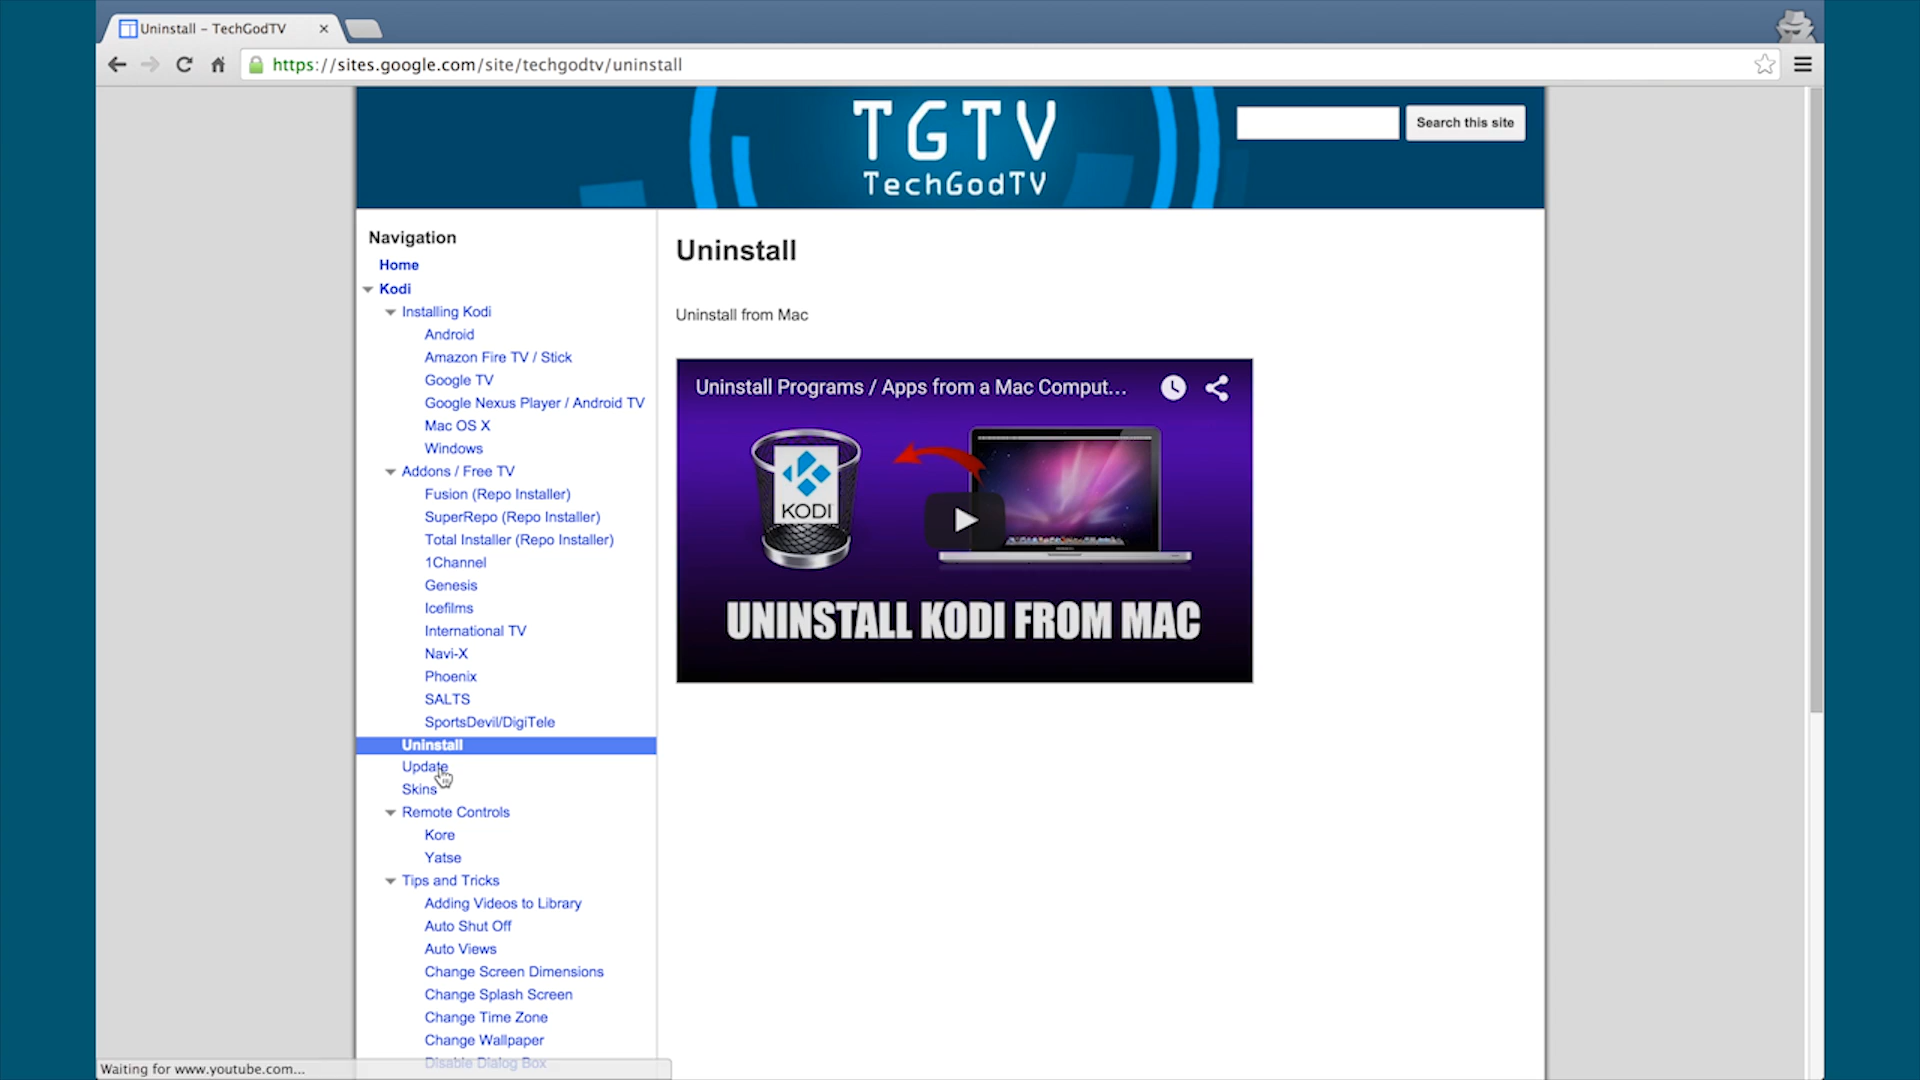 Uninstall – TechGodTV
https://sites.google.com/site/techgodtv/uninstall
TGTV
TechGodTV
Search this site
Navigation
Home
Kodi
Installing Kodi
Android
Amazon Fire TV / Stick
Google TV
Google Nexus Player / Android TV
Mac OS X
Windows
Addons / Free TV
Fusion (Repo Installer)
SuperRepo (Repo Installer)
Total Installer (Repo Installer)
1Channel
Genesis
Icefilms
International TV
Navi-X
Phoenix
SALTS
SportsDevil/DigiTele
Uninstall
Update
Skins
Remote Controls
Kore
Yatse
Tips and Tricks
Adding Videos to Library
Auto Shut Off
Auto Views
Change Screen Dimensions
Change Splash Screen
Change Time Zone
Change Wallpaper
Disable Dialog Box
Uninstall
Uninstall from Mac
Uninstall Programs / Apps from a Mac Comput...
KODI
UNINSTALL KODI FROM MAC
Waiting for www.youtube.com...